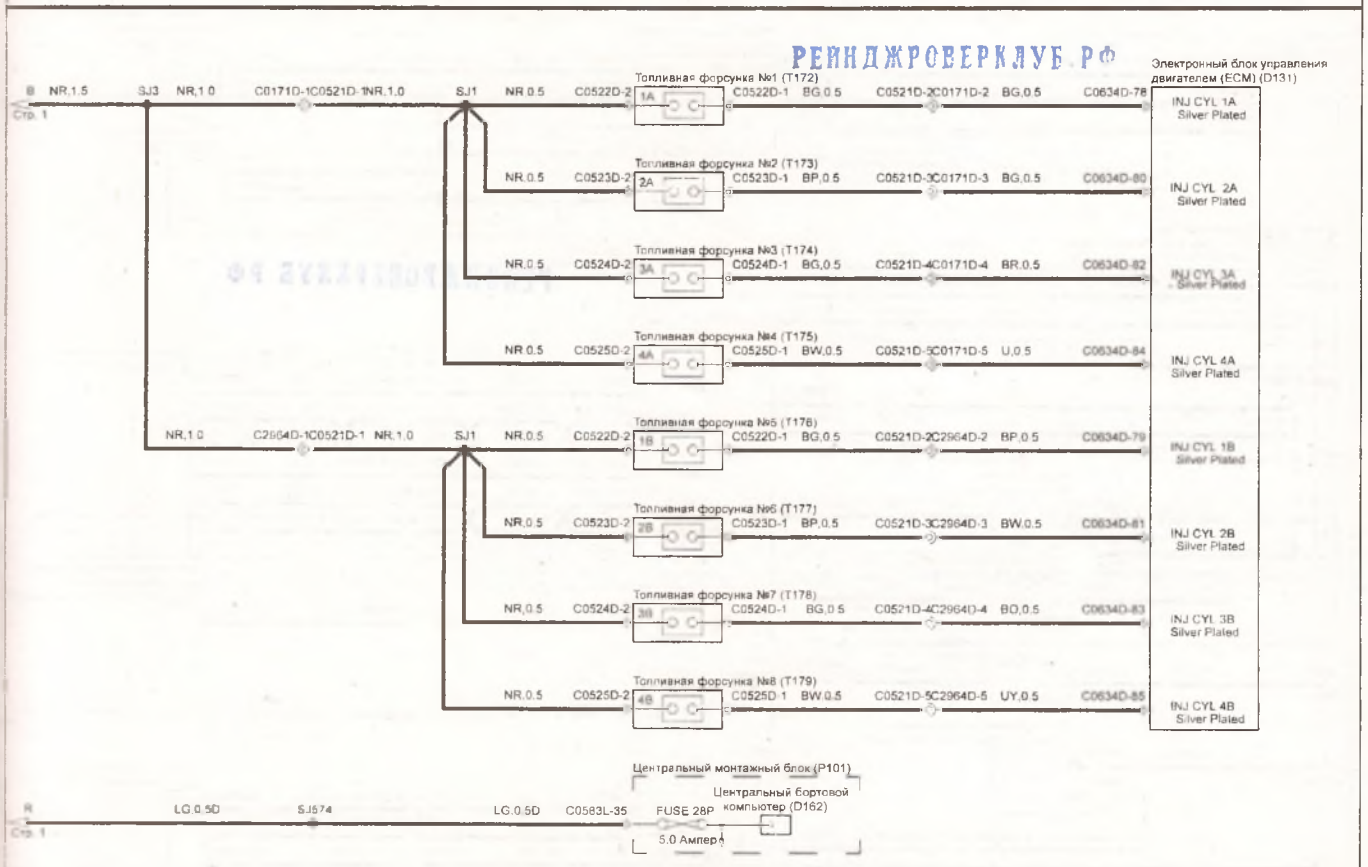 РЕЙНДЖРОВЕРКЛУБ.РФ
Электронный блок управления
двигателем (ECM) (D131)
Топливная форсунка №1 (T172)
B NR,1.5 SJ3 NR,1.0 C0171D-1C0521D-1NR,1.0 SJ1 NR,0.5 C0522D-2 1A C0522D-1 BG,0.5 C0521D-2C0171D-2 BG,0.5 C0634D-78 INJ CYL 1A
Стр. 1 Silver Plated
Топливная форсунка №2 (T173)
NR,0.5 C0523D-2 2A C0523D-1 BP,0.5 C0521D-3C0171D-3 BG,0.5 C0634D-80 INJ CYL 2A
Silver Plated
Топливная форсунка №3 (T174)
NR,0.5 C0524D-2 3A C0524D-1 BG,0.5 C0521D-4C0171D-4 BR,0.5 C0634D-82 INJ CYL 3A
Silver Plated
Топливная форсунка №4 (T175)
NR,0.5 C0525D-2 4A C0525D-1 BW,0.5 C0521D-5C0171D-5 U,0.5 C0634D-84 INJ CYL 4A
Silver Plated
Топливная форсунка №5 (T176)
NR,1.0 C2964D-1C0521D-1 NR,1.0 SJ1 NR,0.5 C0522D-2 1B C0522D-1 BG,0.5 C0521D-2C2964D-2 BP,0.5 C0634D-79 INJ CYL 1B
Silver Plated
Топливная форсунка №6 (T177)
NR,0.5 C0523D-2 2B C0523D-1 BP,0.5 C0521D-3C2964D-3 BW,0.5 C0634D-81 INJ CYL 2B
Silver Plated
Топливная форсунка №7 (T178)
NR,0.5 C0524D-2 3B C0524D-1 BG,0.5 C0521D-4C2964D-4 BO,0.5 C0634D-83 INJ CYL 3B
Silver Plated
Топливная форсунка №8 (T179)
NR,0.5 C0525D-2 4B C0525D-1 BW,0.5 C0521D-5C2964D-5 UY,0.5 C0634D-85 INJ CYL 4B
Silver Plated
Центральный монтажный блок (P101)
Центральный бортовой
компьютер (D162)
R LG,0.5D SJ574 LG,0.5D C0583L-35 FUSE 28P
Стр. 1 5.0 Ампер